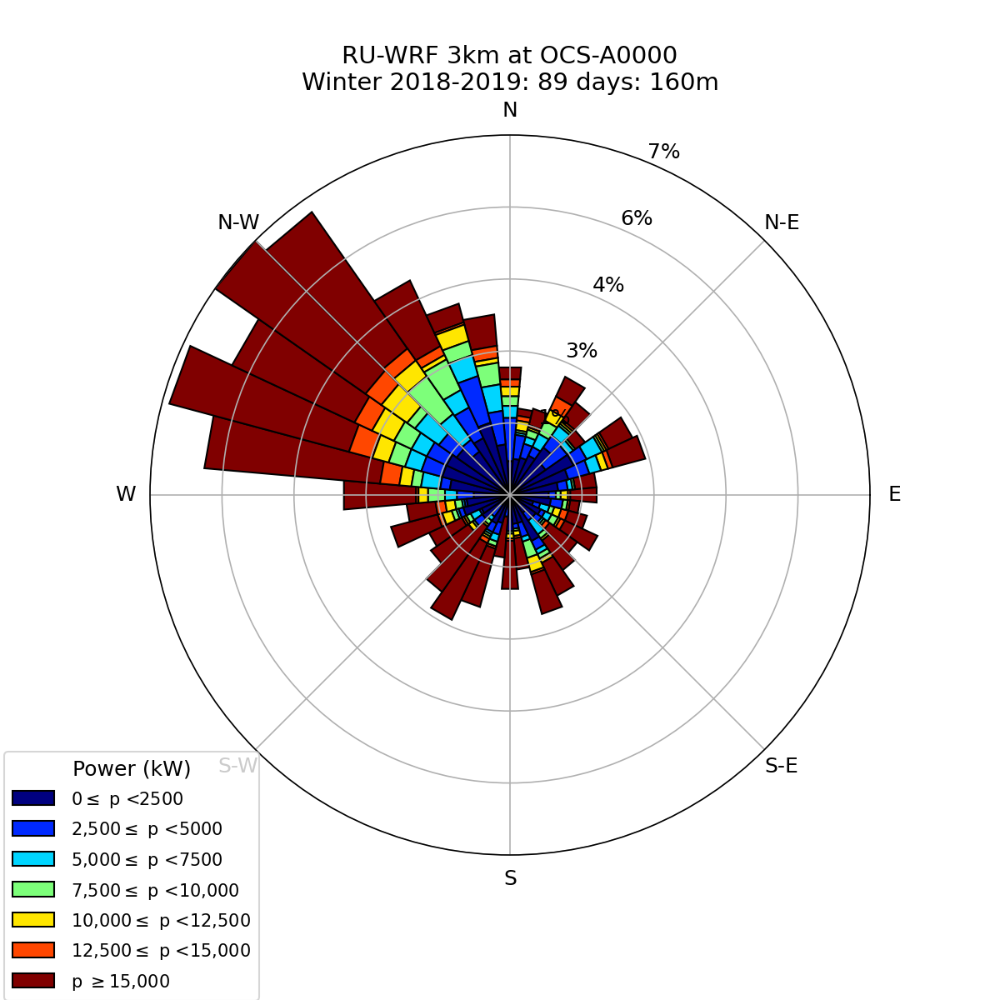 RU-WRF 3km at OCS-A0000
Winter 2018-2019: 89 days: 160m
N
7%
N-W
6%
N-E
4%
3%
1%
W
E
S-W
S-E
S
Power (kW)
0≤ p <2500
2,500≤ p <5000
5,000≤ p <7500
7,500≤ p <10,000
10,000≤ p <12,500
12,500≤ p <15,000
p ≥15,000